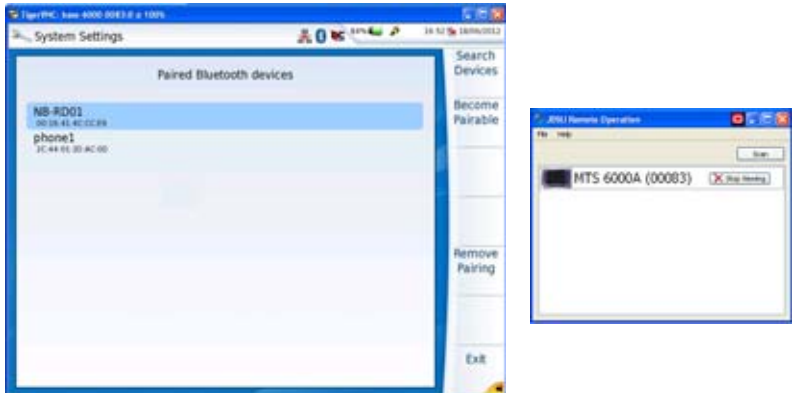 System Settings
Paired Bluetooth devices
NB-RD01
phone1
Search
Devices
Become
Pairable
Remove
Pairing
Exit
JDSU Remote Operation
File Help
Scan
MTS 6000A (00083)
Stop Viewing